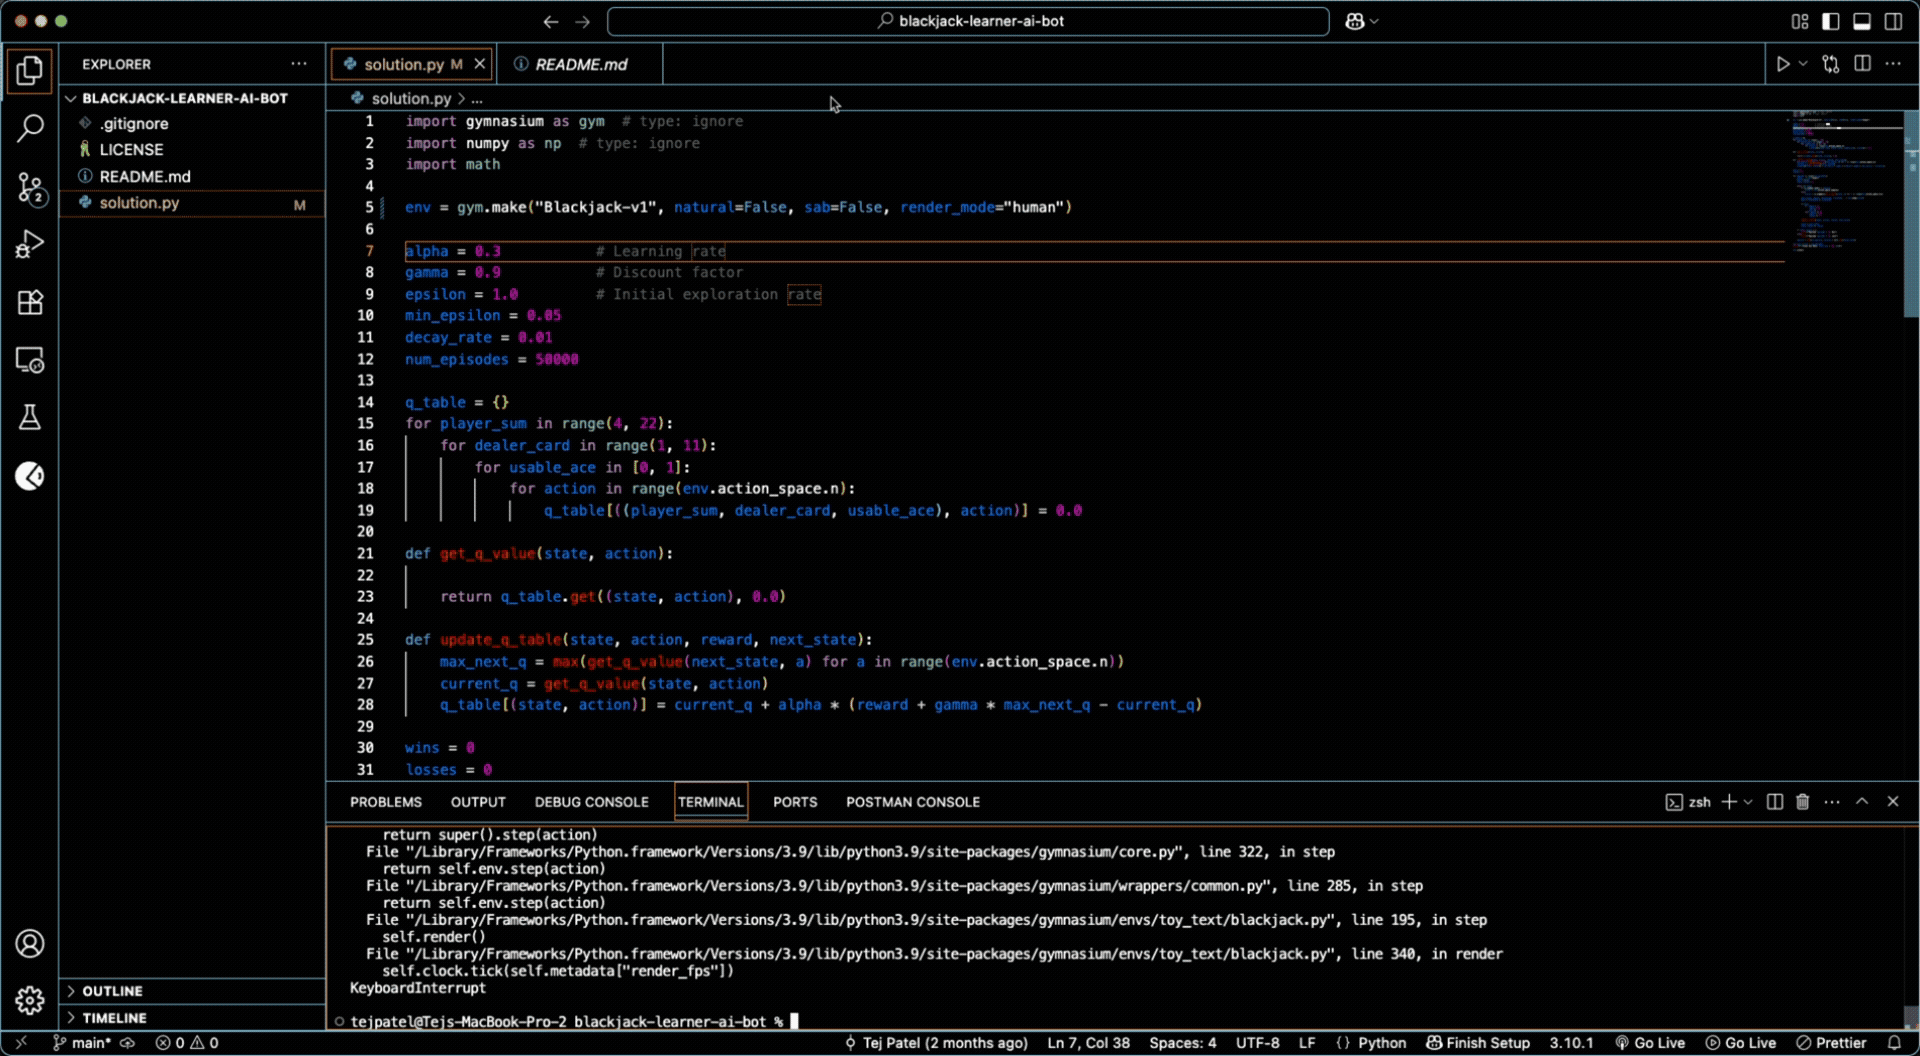 blackjack-learner-ai-bot
EXPLORER
BLACKJACK-LEARNER-AI-BOT
.gitignore
LICENSE
README.md
solution.py M
2
OUTLINE
TIMELINE
solution.py M
README.md
solution.py > ...
1 import gymnasium as gym # type: ignore
2 import numpy as np # type: ignore
3 import math
4
5 env = gym.make("Blackjack-v1", natural=False, sab=False, render_mode="human")
6
7 alpha = 0.3 # Learning rate
8 gamma = 0.9 # Discount factor
9 epsilon = 1.0 # Initial exploration rate
10 min_epsilon = 0.05
11 decay_rate = 0.01
12 num_episodes = 50000
13
14 q_table = {}
15 for player_sum in range(4, 22):
16 for dealer_card in range(1, 11):
17 for usable_ace in [0, 1]:
18 for action in range(env.action_space.n):
19 q_table[((player_sum, dealer_card, usable_ace), action)] = 0.0
20
21 def get_q_value(state, action):
22
23 return q_table.get((state, action), 0.0)
24
25 def update_q_table(state, action, reward, next_state):
26 max_next_q = max(get_q_value(next_state, a) for a in range(env.action_space.n))
27 current_q = get_q_value(state, action)
28 q_table[(state, action)] = current_q + alpha * (reward + gamma * max_next_q - current_q)
29
30 wins = 0
31 losses = 0
PROBLEMS OUTPUT DEBUG CONSOLE TERMINAL PORTS POSTMAN CONSOLE
zsh
return super().step(action)
File "/Library/Frameworks/Python.framework/Versions/3.9/lib/python3.9/site-packages/gymnasium/core.py", line 322, in step
return self.env.step(action)
File "/Library/Frameworks/Python.framework/Versions/3.9/lib/python3.9/site-packages/gymnasium/wrappers/common.py", line 285, in step
return self.env.step(action)
File "/Library/Frameworks/Python.framework/Versions/3.9/lib/python3.9/site-packages/gymnasium/envs/toy_text/blackjack.py", line 195, in step
self.render()
File "/Library/Frameworks/Python.framework/Versions/3.9/lib/python3.9/site-packages/gymnasium/envs/toy_text/blackjack.py", line 340, in render
self.clock.tick(self.metadata["render_fps"])
KeyboardInterrupt
tejpatel@Tejs-MacBook-Pro-2 blackjack-learner-ai-bot %
main* 0 0 Tej Patel (2 months ago) Ln 7, Col 38 Spaces: 4 UTF-8 LF {} Python Finish Setup 3.10.1 Go Live Go Live Prettier